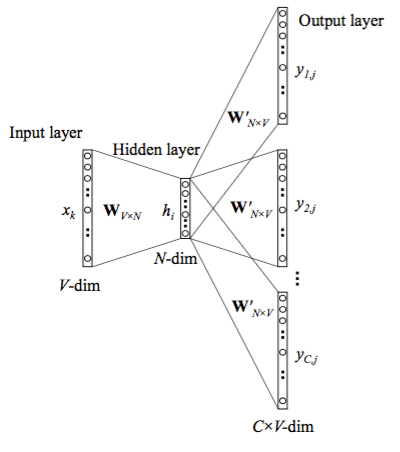 Output layer
y1,j
W'N×V
Input layer
Hidden layer
xk
WV×N
hi
W'N×V
y2,j
N-dim
V-dim
W'N×V
yC,j
C×V-dim